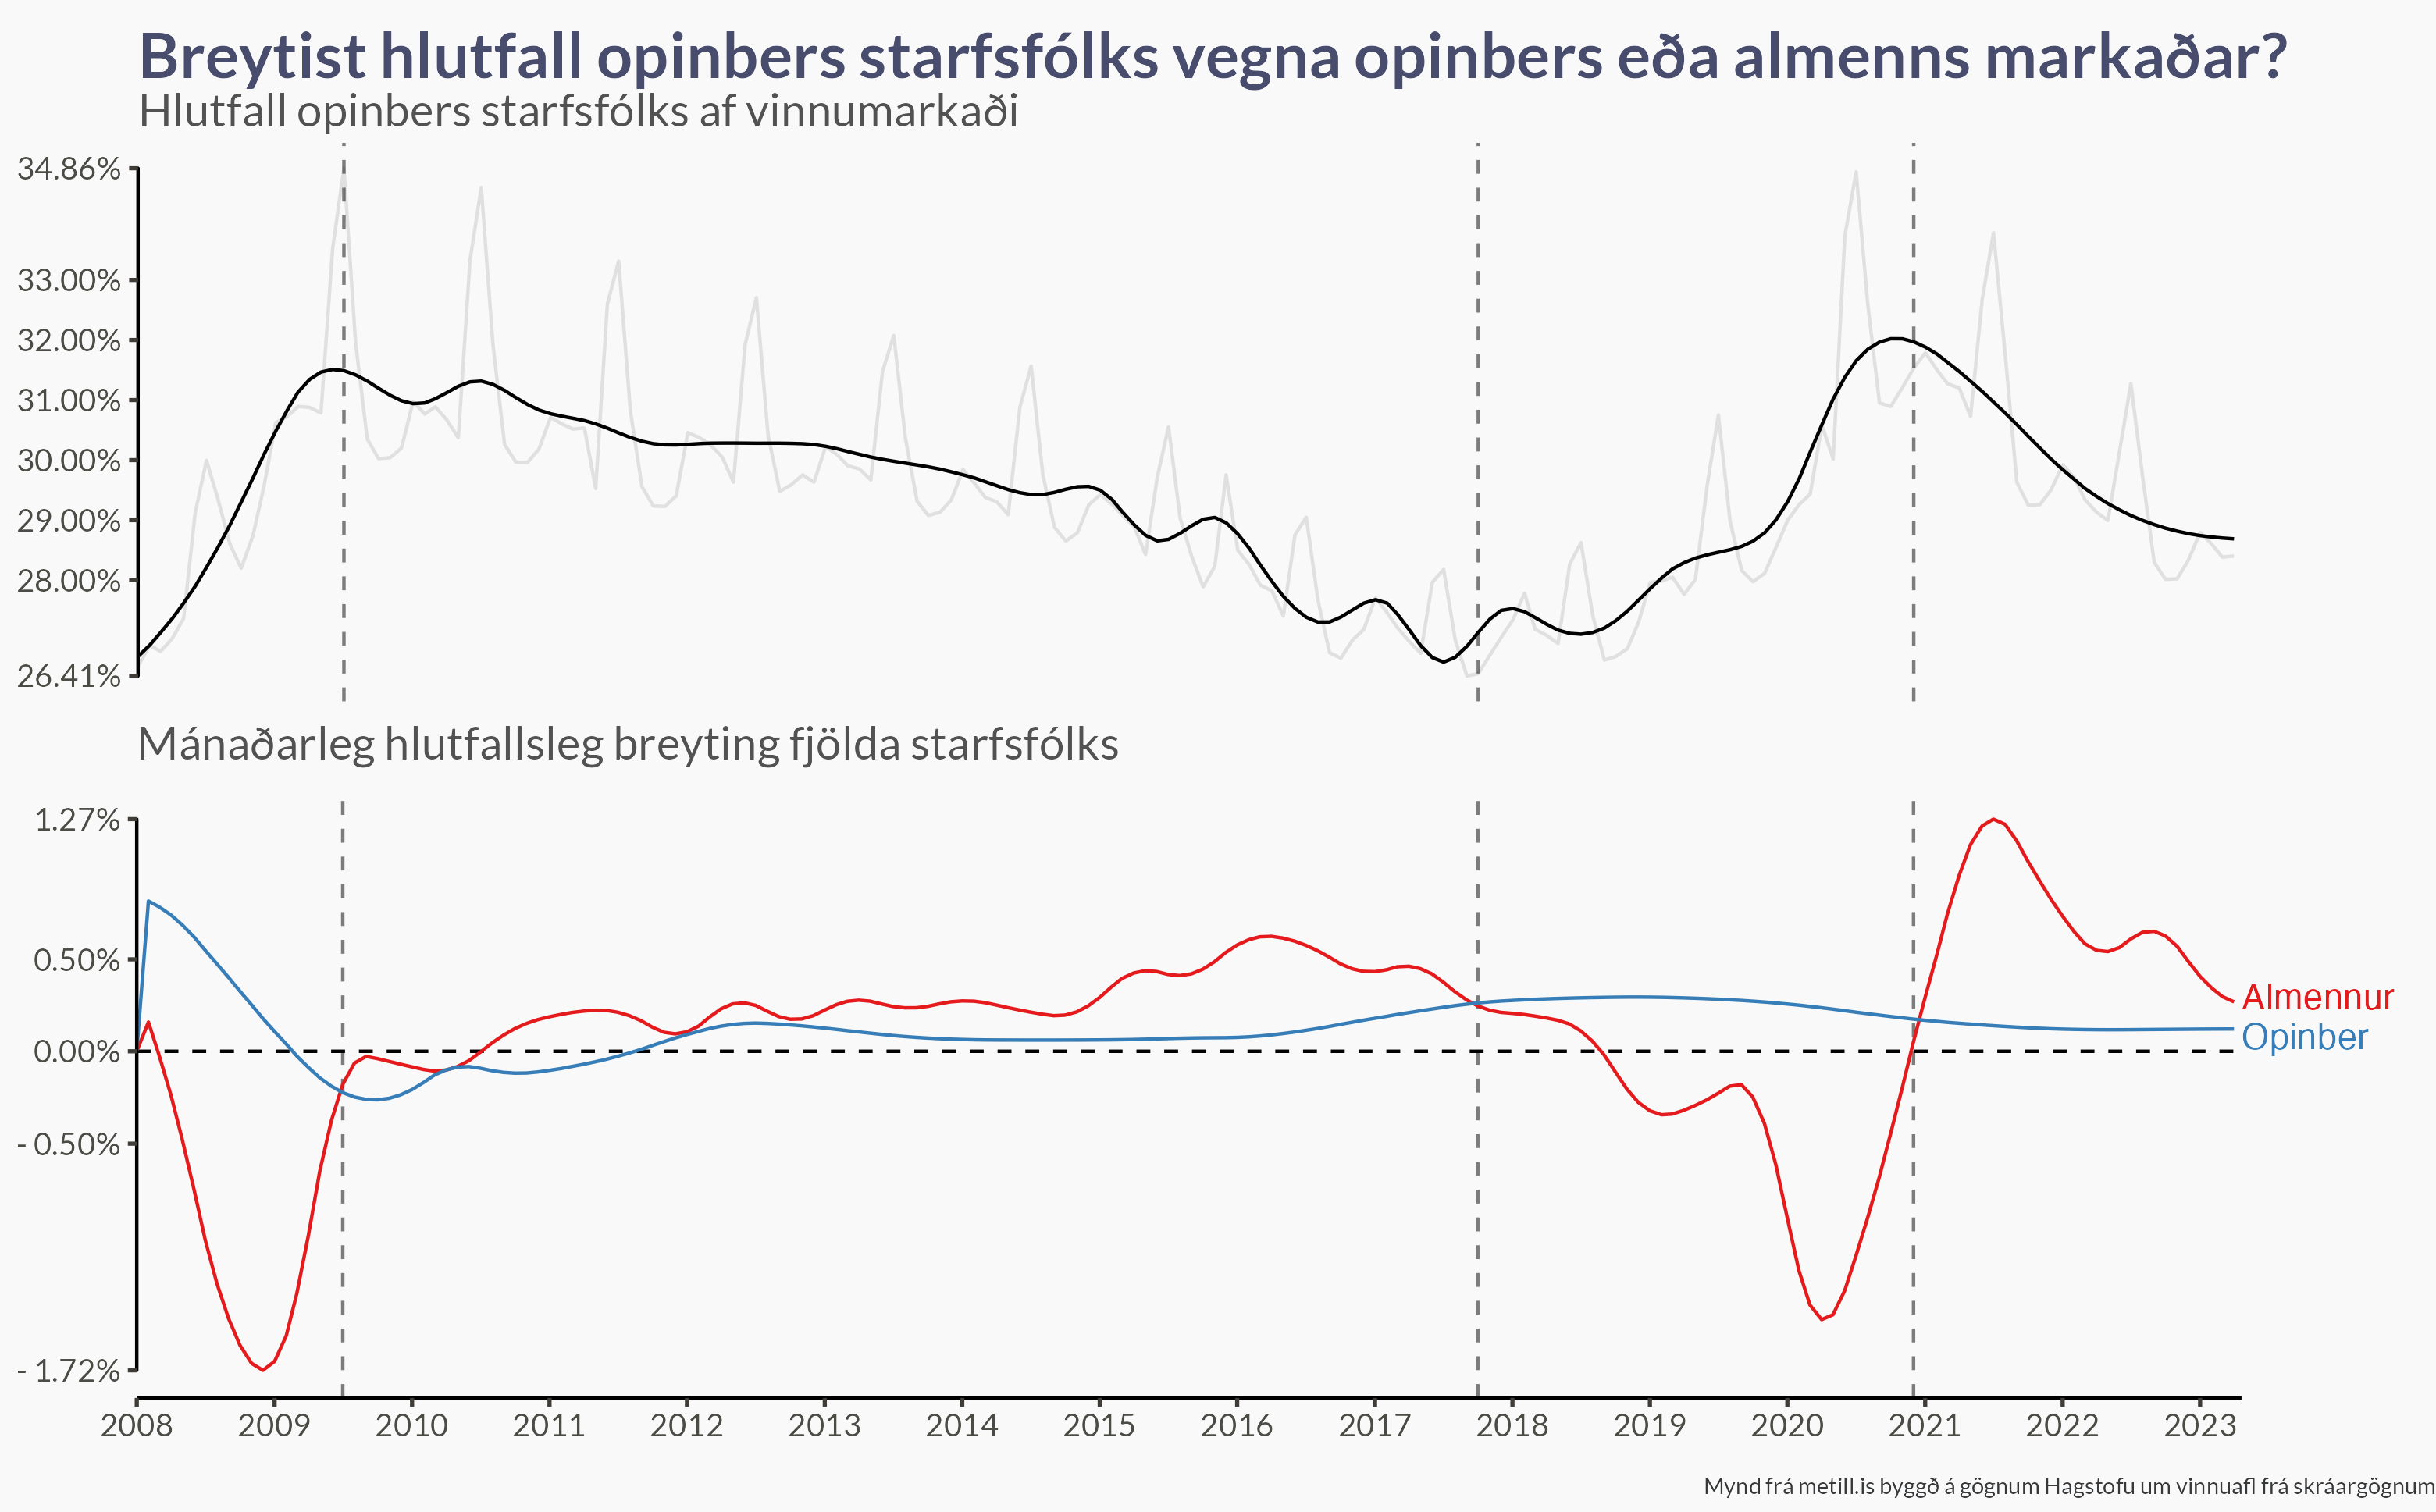 Breytist hlutfall opinbers starfsfólks vegna opinbers eða almenns markaðar?
Hlutfall opinbers starfsfólks af vinnumarkaði
34.86%
33.00%
32.00%
31.00%
30.00%
29.00%
28.00%
26.41%
Mánaðarleg hlutfallsleg breyting fjölda starfsfólks
1.27%
0.50%
0.00%
- 0.50%
- 1.72%
Almennur
Opinber
2008 2009 2010 2011 2012 2013 2014 2015 2016 2017 2018 2019 2020 2021 2022 2023
Mynd frá metill.is byggð á gögnum Hagstofu um vinnuafl frá skráargögnum